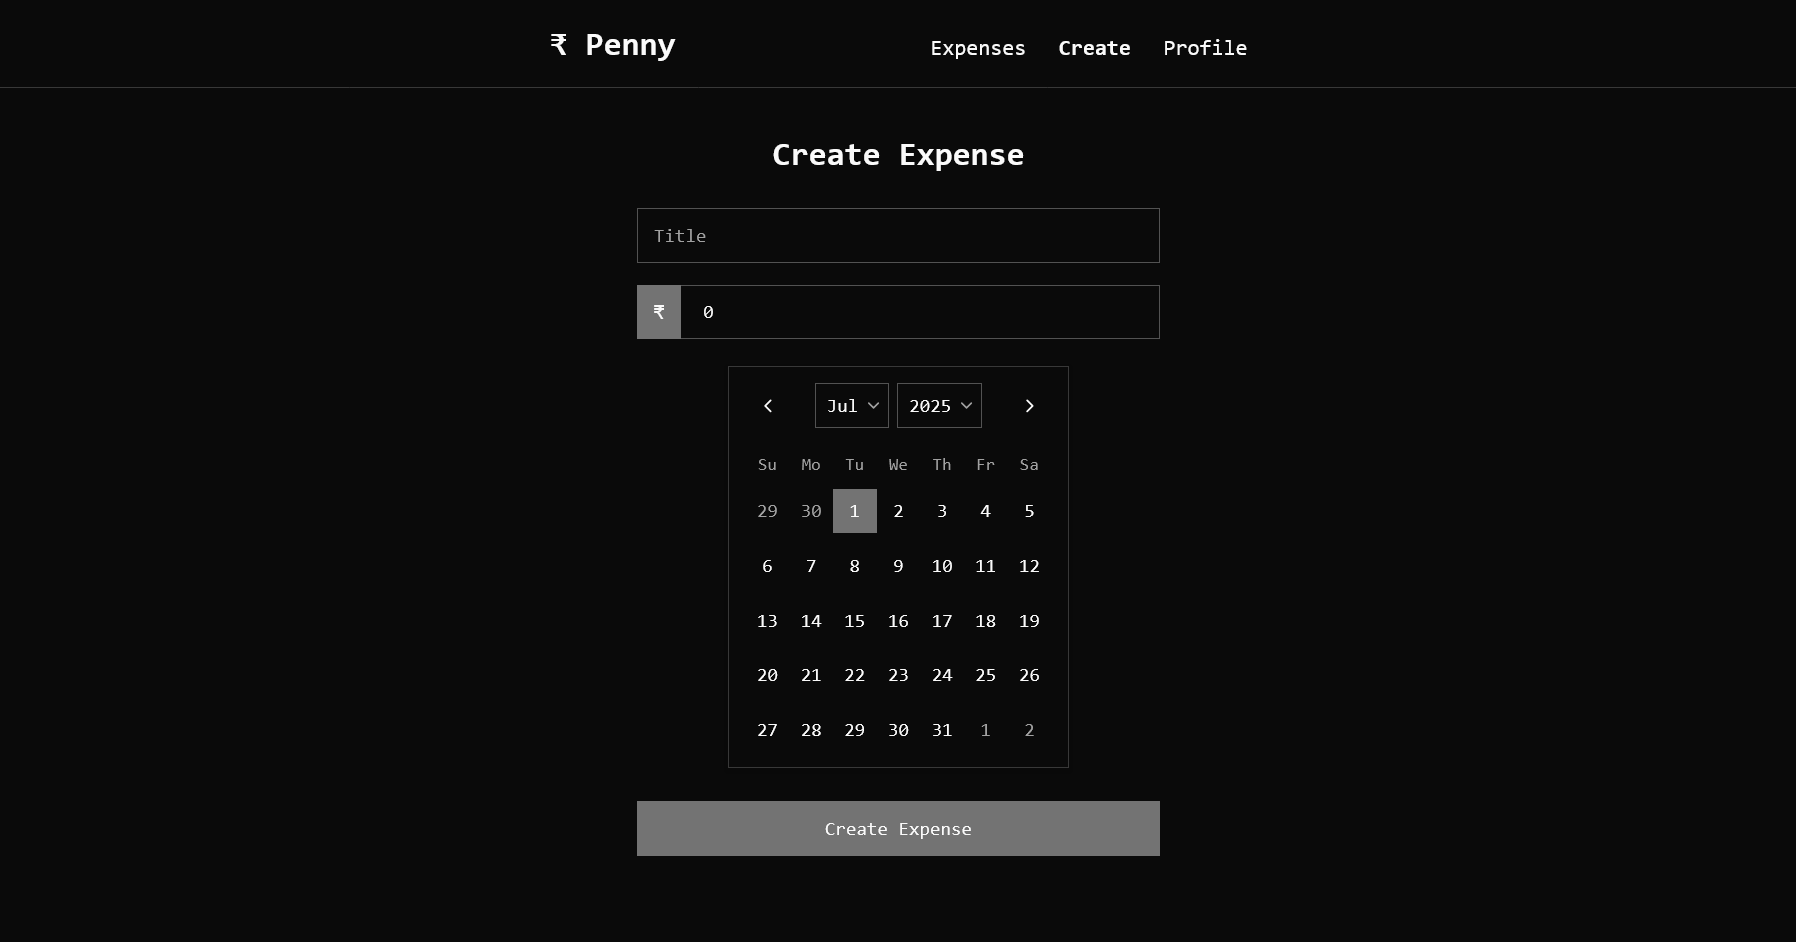 ₹ Penny
Expenses Create Profile
Create Expense
Title
₹ 0
Jul 2025
Su Mo Tu We Th Fr Sa
29 30 1 2 3 4 5
6 7 8 9 10 11 12
13 14 15 16 17 18 19
20 21 22 23 24 25 26
27 28 29 30 31 1 2
Create Expense